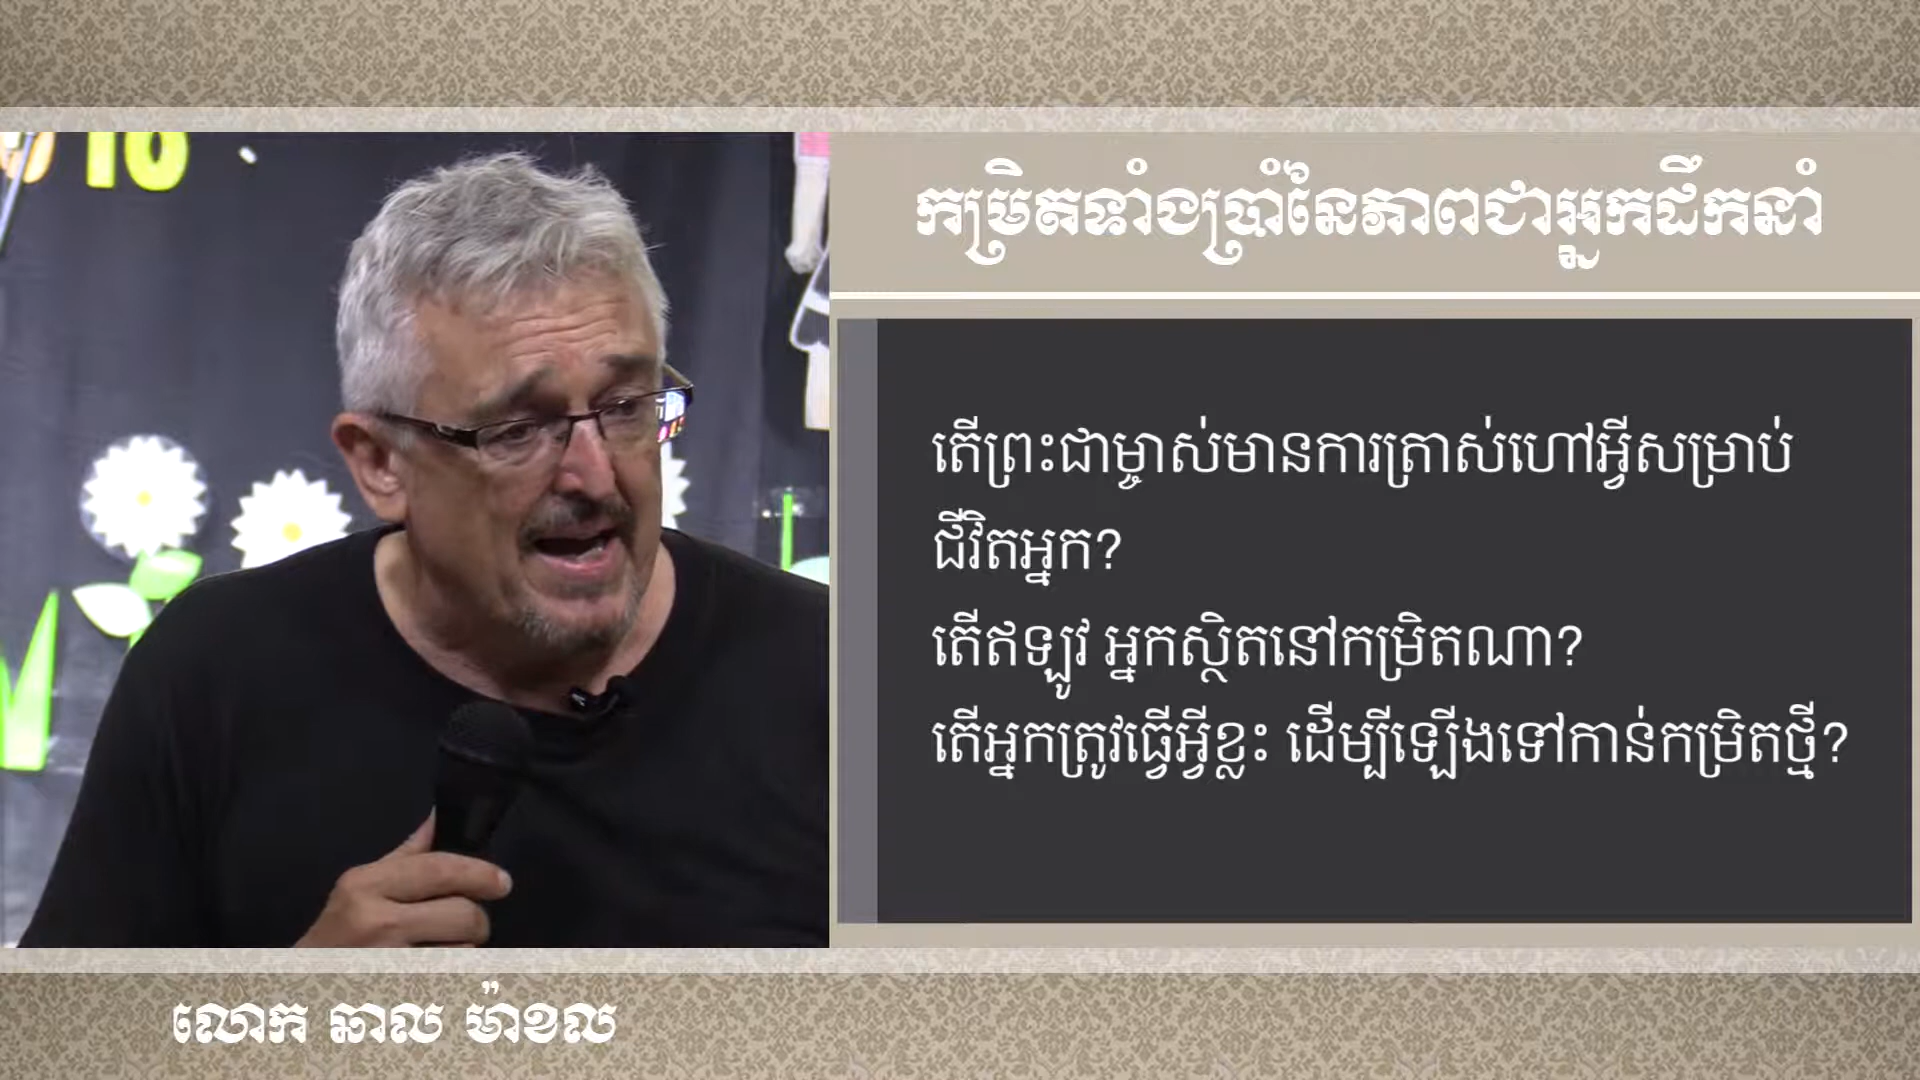 កម្រិតទាំងប្រាំនៃភាពជាអ្នកដឹកនាំ
តើព្រះជាម្ចាស់មានការត្រាស់ហៅអ្វីសម្រាប់
ជីវិតអ្នក?
តើឥឡូវ អ្នកស្ថិតនៅកម្រិតណា?
តើអ្នកត្រូវធ្វើអ្វីខ្លះ ដើម្បីឡើងទៅកាន់កម្រិតថ្មី?
លោក ឆាល ម៉ាខល